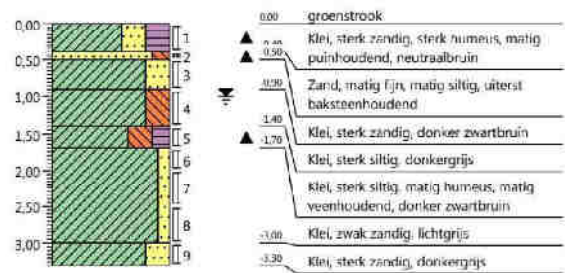 0,00
0,50
1,00
1,50
2,00
2,50
3,00
1
2
3
4
5
6
7
8
9
0.00 groenstrook
Klei, sterk zandig, sterk humeus, matig
puinhoudend, neutraalbruin
-0.40
-0.50
Zand, matig fijn, matig siltig, uiterst
baksteenhoudend
-0.90
Klei, sterk zandig, donker zwartbruin
-1.40
Klei, sterk siltig, donkergrijs
-1.70
Klei, sterk siltig, matig humeus, matig
veenhoudend, donker zwartbruin
-3.00 Klei, zwak zandig, lichtgrijs
-3.30 Klei, sterk zandig, donkergrijs